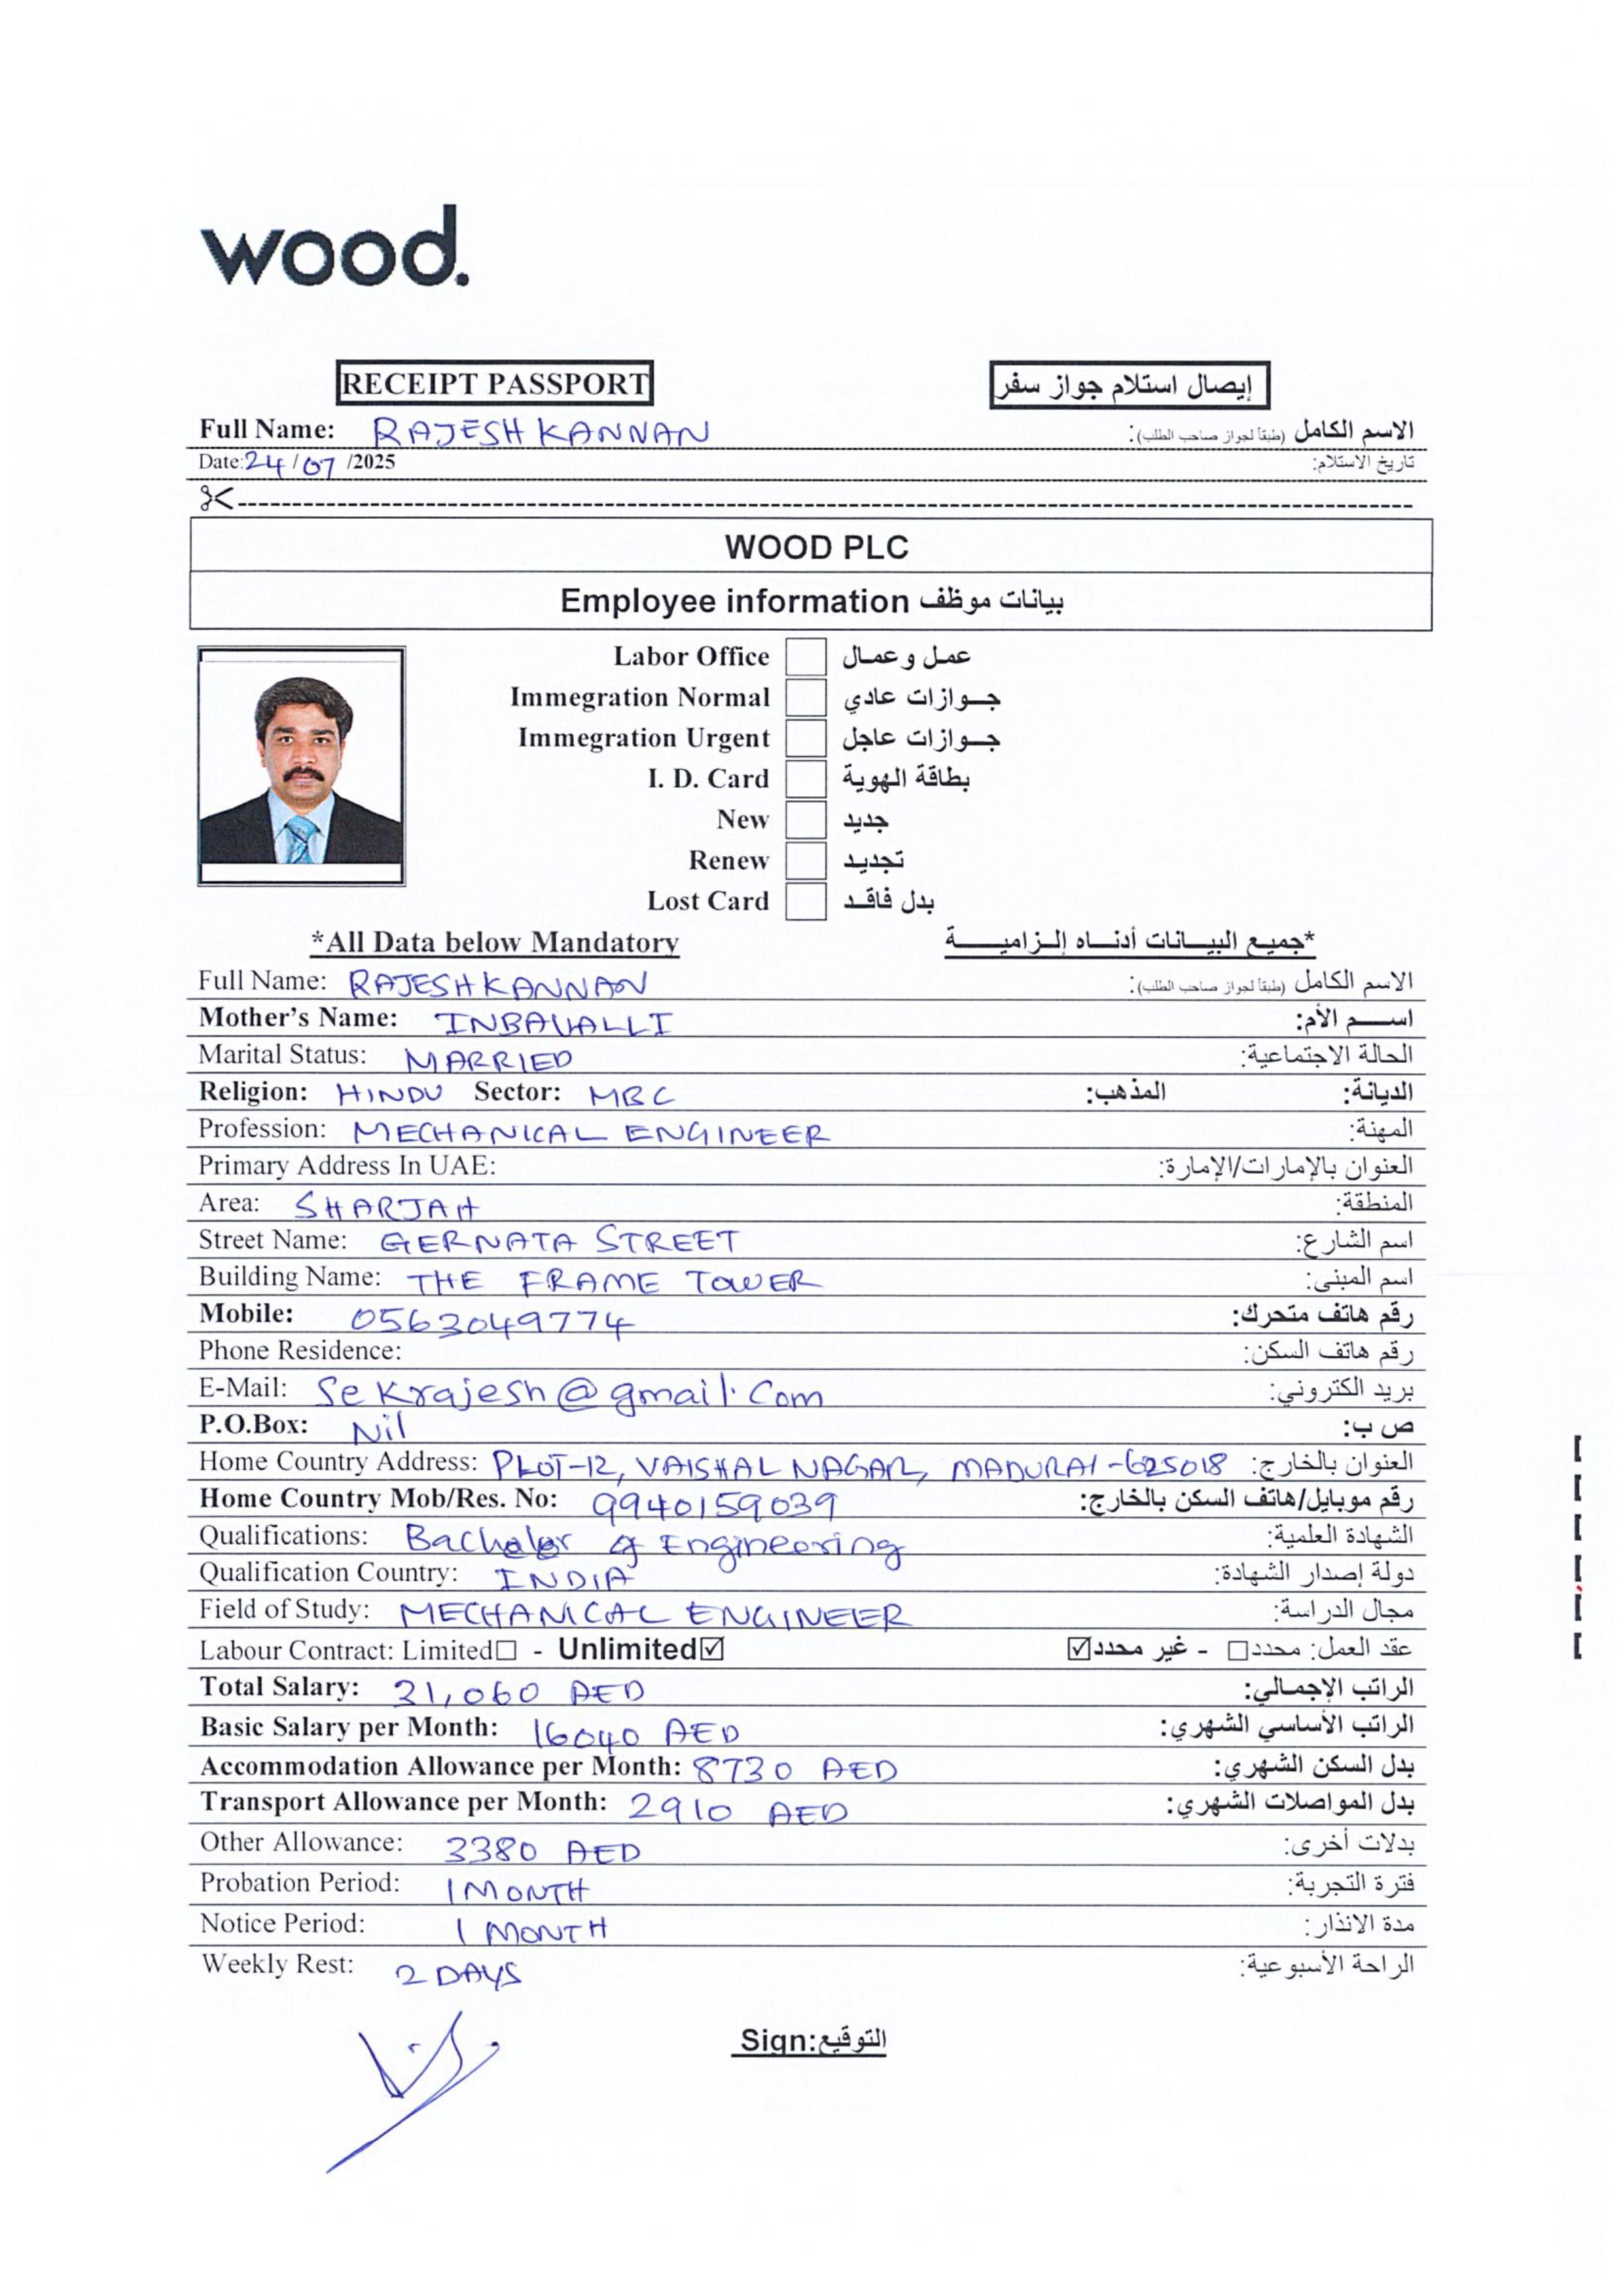 wood.
RECEIPT PASSPORT إيصال استلام جواز سفر
Full Name: RAJESH KANNAN الاسم الكامل (طبقا لجواز صاحب الطلب):
Date: 24/07/2025 تاريخ الاستلام:
WOOD PLC
Employee information بيانات موظف
Labor Office عمل وعمال
Immegration Normal جوازات عادي
Immegration Urgent جوازات عاجل
I. D. Card بطاقة الهوية
New جديد
Renew تجديد
Lost Card بدل فاقد
*All Data below Mandatory *جميع البيانات أدناه إلزامية
Full Name: RAJESH KANNAN الاسم الكامل (طبقا لجواز صاحب الطلب):
Mother's Name: INBAVALLI اسم الأم:
Marital Status: MARRIED الحالة الاجتماعية:
Religion: HINDU Sector: MBC المذهب: الديانة:
Profession: MECHANICAL ENGINEER المهنة:
Primary Address In UAE: العنوان بالإمارات/الإمارة:
Area: SHARJAH المنطقة:
Street Name: GERNATA STREET اسم الشارع:
Building Name: THE FRAME TOWER اسم المبنى:
Mobile: 0563049774 رقم هاتف متحرك:
Phone Residence: رقم هاتف السكن:
E-Mail: Sekrajesh@gmail.Com بريد الكتروني:
P.O.Box: Nil ص ب:
Home Country Address: PLOT-12, VAISHAL NAGAR, MADURAI-625018 العنوان بالخارج:
Home Country Mob/Res. No: 9940159039 رقم موبايل/هاتف السكن بالخارج:
Qualifications: Bachelor of Engineering الشهادة العلمية:
Qualification Country: INDIA دولة إصدار الشهادة:
Field of Study: MECHANICAL ENGINEER مجال الدراسة:
Labour Contract: Limited☐ - Unlimited☑ عقد العمل: محدد☐ - غير محدد☑
Total Salary: 31,060 AED الراتب الإجمالي:
Basic Salary per Month: 16040 AED الراتب الأساسي الشهري:
Accommodation Allowance per Month: 8730 AED بدل السكن الشهري:
Transport Allowance per Month: 2910 AED بدل المواصلات الشهري:
Other Allowance: 3380 AED بدلات أخرى:
Probation Period: 1 MONTH فترة التجربة:
Notice Period: 1 MONTH مدة الانذار:
Weekly Rest: 2 DAYS الراحة الأسبوعية:
Sign:التوقيع